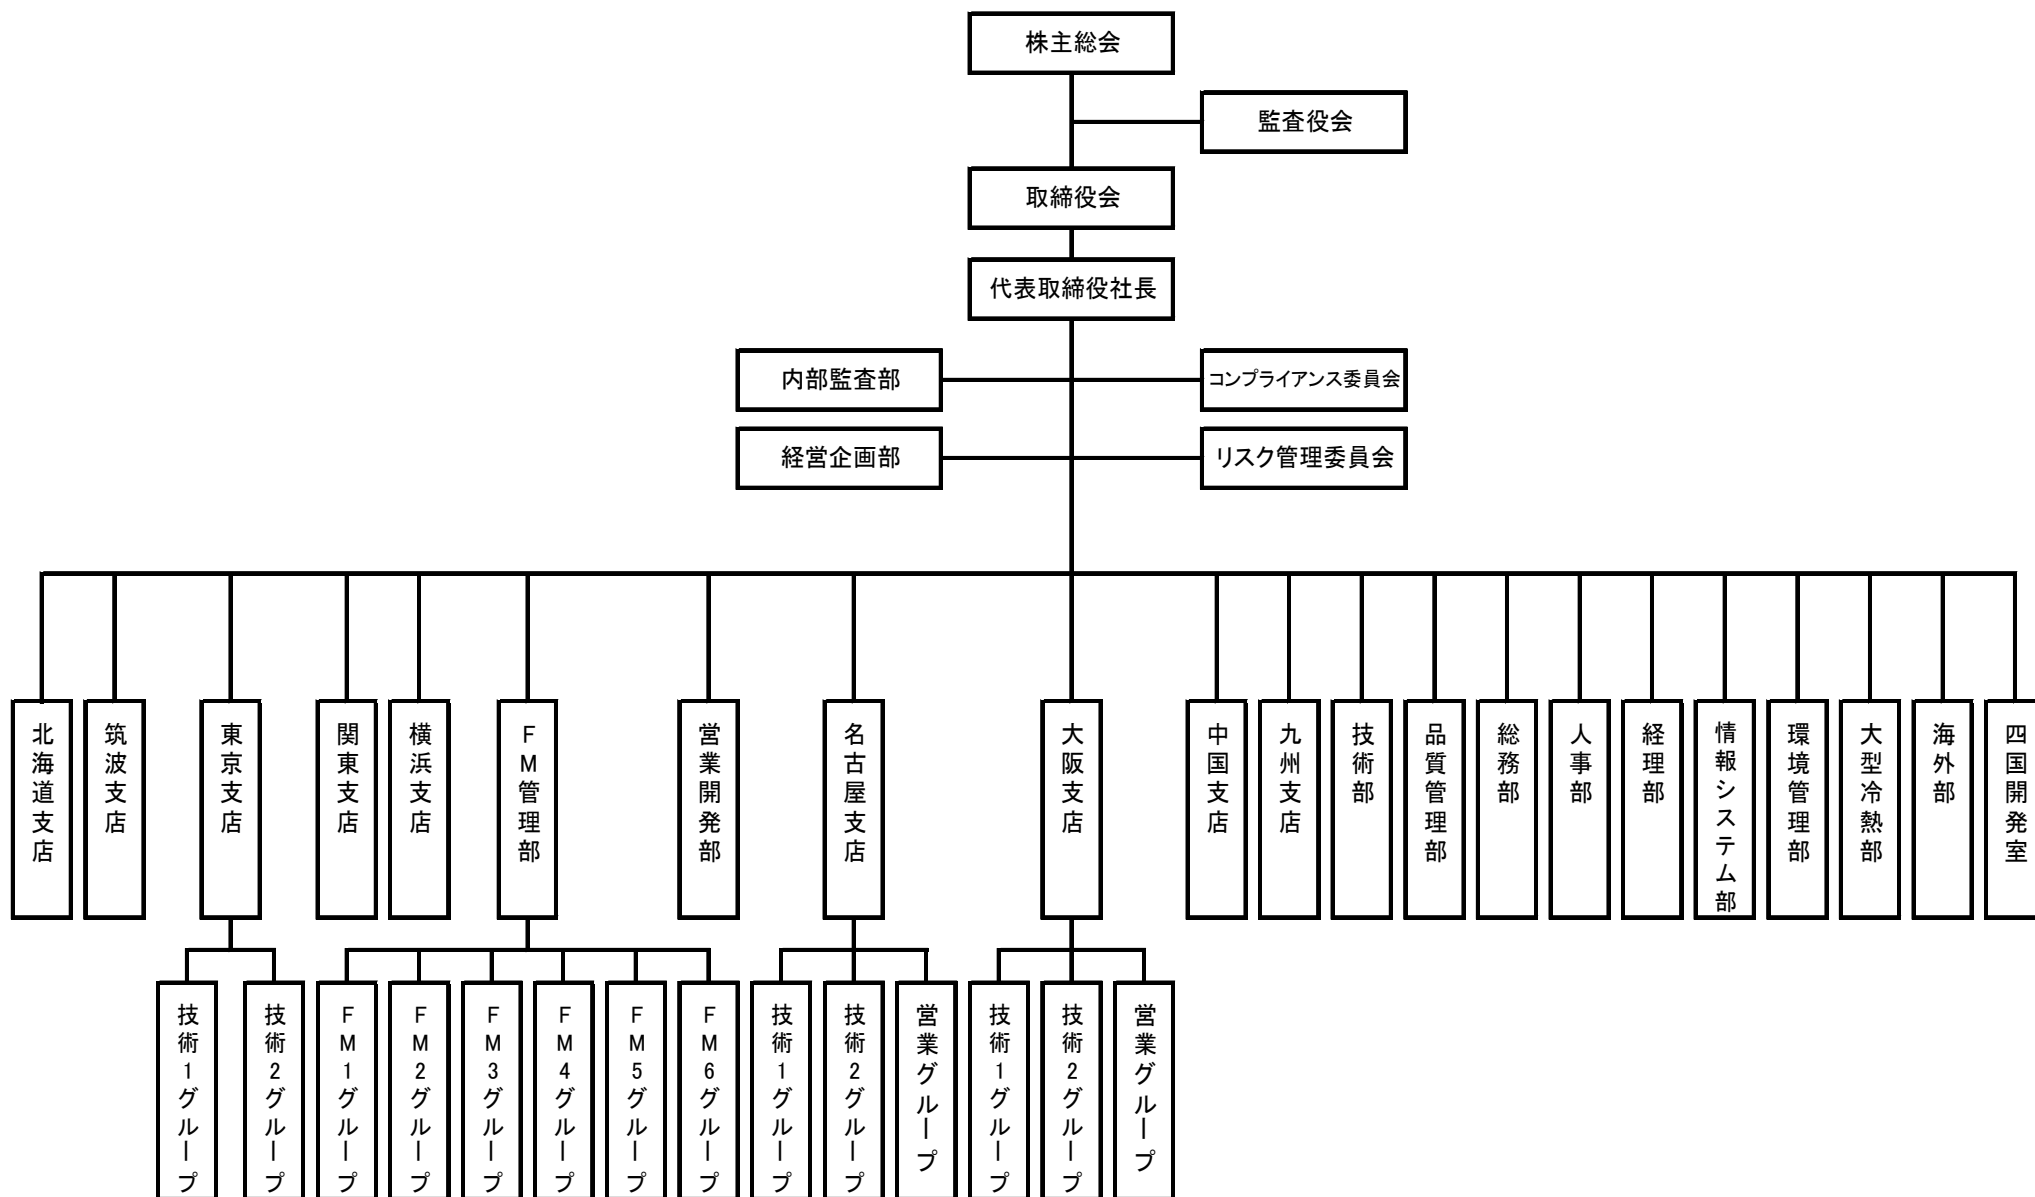 株主総会
監査役会
取締役会
代表取締役社長
内部監査部
コンプライアンス委員会
経営企画部
リスク管理委員会
北海道支店
筑波支店
東京支店
関東支店
横浜支店
FM管理部
営業開発部
名古屋支店
大阪支店
中国支店
九州支店
技術部
品質管理部
総務部
人事部
経理部
情報システム部
環境管理部
大型冷熱部
海外部
四国開発室
技術1グループ
技術2グループ
FM1グループ
FM2グループ
FM3グループ
FM4グループ
FM5グループ
FM6グループ
技術1グループ
技術2グループ
営業グループ
技術1グループ
技術2グループ
営業グループ